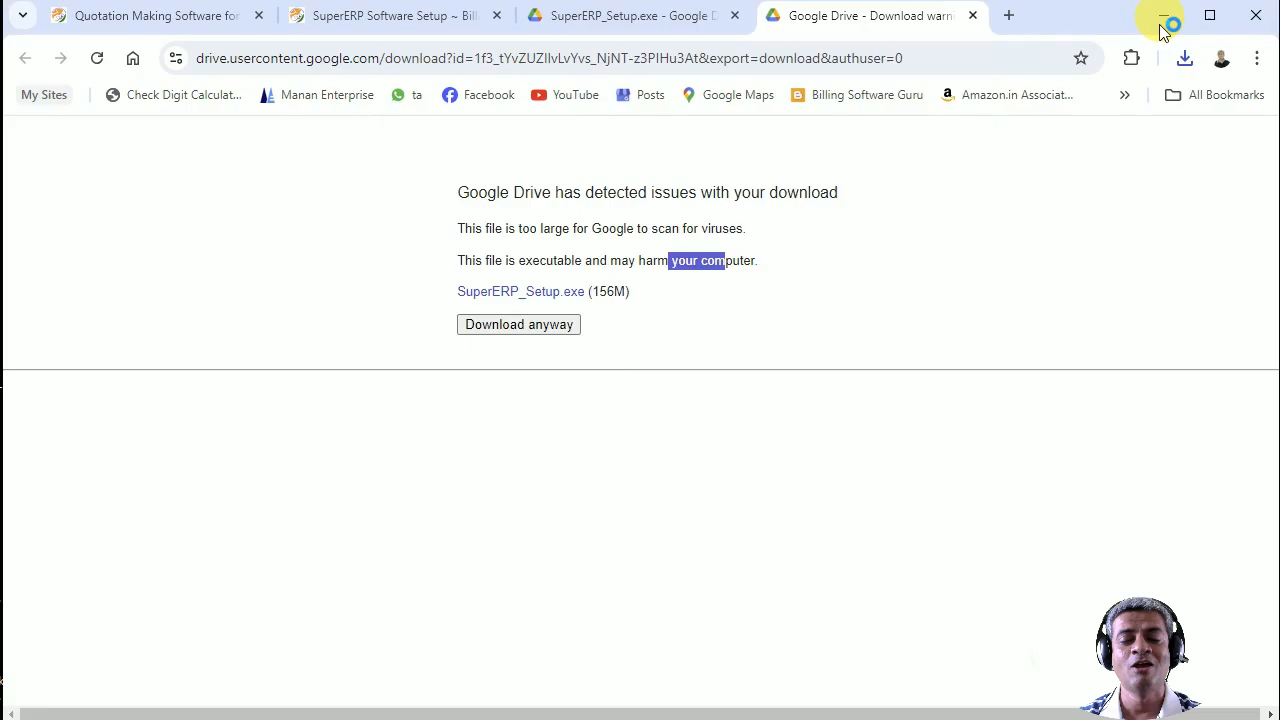 Quotation Making Software for
SuperERP Software Setup ~ Bill
SuperERP_Setup.exe - Google D
Google Drive - Download warni
drive.usercontent.google.com/download?id=1B_tYvZUZIlvLvYvs_NjNT-z3PIHu3At&export=download&authuser=0
My Sites
Check Digit Calculat...
Manan Enterprise
ta
Facebook
YouTube
Posts
Google Maps
Billing Software Guru
Amazon.in Associat...
All Bookmarks
Google Drive has detected issues with your download
This file is too large for Google to scan for viruses.
This file is executable and may harm your computer.
SuperERP_Setup.exe (156M)
Download anyway